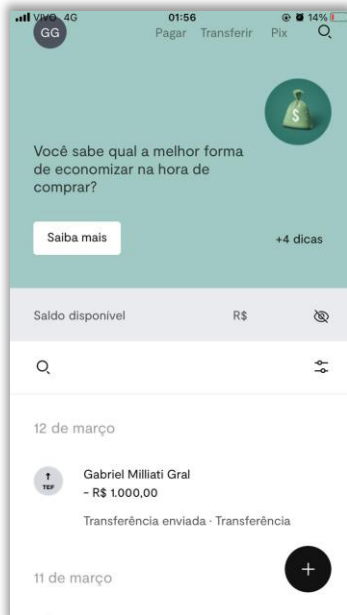 VIVO 4G 01:56 14%
GG Pagar Transferir Pix
$
Você sabe qual a melhor forma
de economizar na hora de
comprar?
Saiba mais +4 dicas
Saldo disponível R$
12 de março
TEF
Gabriel Milliati Gral
- R$ 1.000,00
Transferência enviada · Transferência
+
11 de março